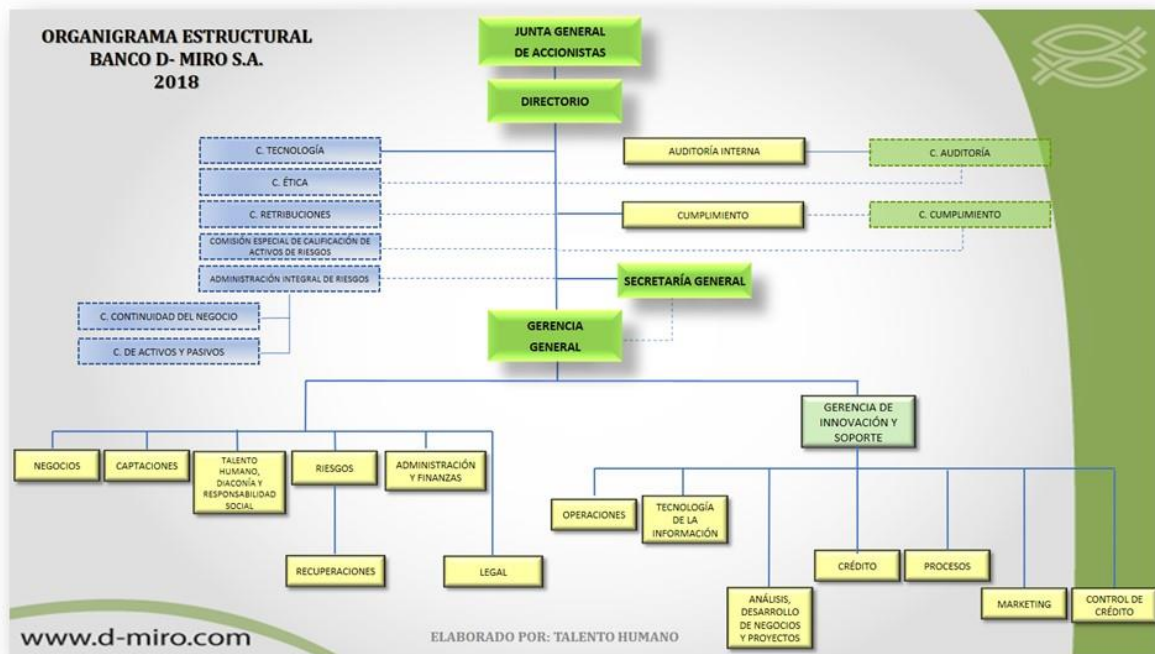 ORGANIGRAMA ESTRUCTURAL
BANCO D- MIRO S.A.
2018
JUNTA GENERAL
DE ACCIONISTAS
DIRECTORIO
C. TECNOLOGÍA
AUDITORÍA INTERNA
C. AUDITORÍA
C. ÉTICA
C. RETRIBUCIONES
CUMPLIMIENTO
C. CUMPLIMIENTO
COMISIÓN ESPECIAL DE CALIFICACIÓN DE
ACTIVOS DE RIESGOS
ADMINISTRACIÓN INTEGRAL DE RIESGOS
SECRETARÍA GENERAL
C. CONTINUIDAD DEL NEGOCIO
C. DE ACTIVOS Y PASIVOS
GERENCIA
GENERAL
GERENCIA DE
INNOVACIÓN Y
SOPORTE
NEGOCIOS
CAPTACIONES
TALENTO
HUMANO,
DIACONÍA Y
RESPONSABILIDAD
SOCIAL
RIESGOS
ADMINISTRACIÓN
Y FINANZAS
OPERACIONES
TECNOLOGÍA
DE LA
INFORMACIÓN
RECUPERACIONES
LEGAL
CRÉDITO
PROCESOS
ANÁLISIS,
DESARROLLO
DE NEGOCIOS
Y PROYECTOS
MARKETING
CONTROL DE
CRÉDITO
www.d-miro.com
ELABORADO POR: TALENTO HUMANO